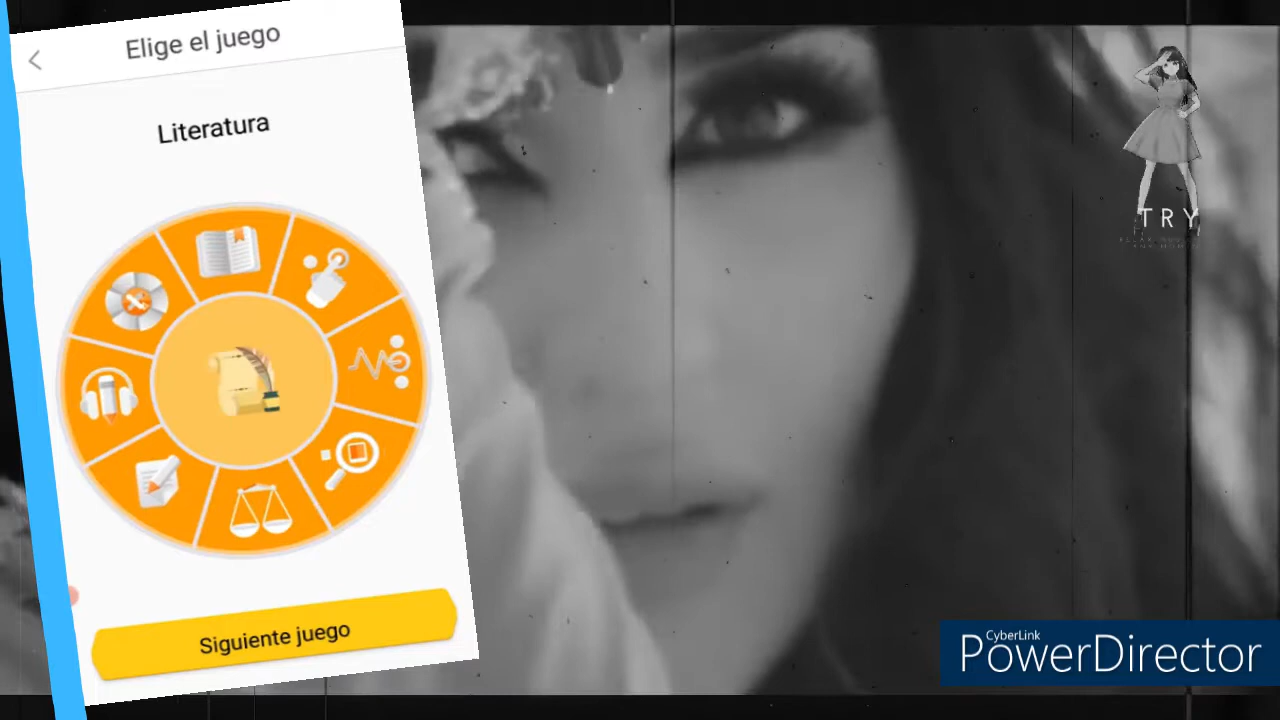 Elige el juego
Literatura
Siguiente juego
TRY
CyberLink
PowerDirector